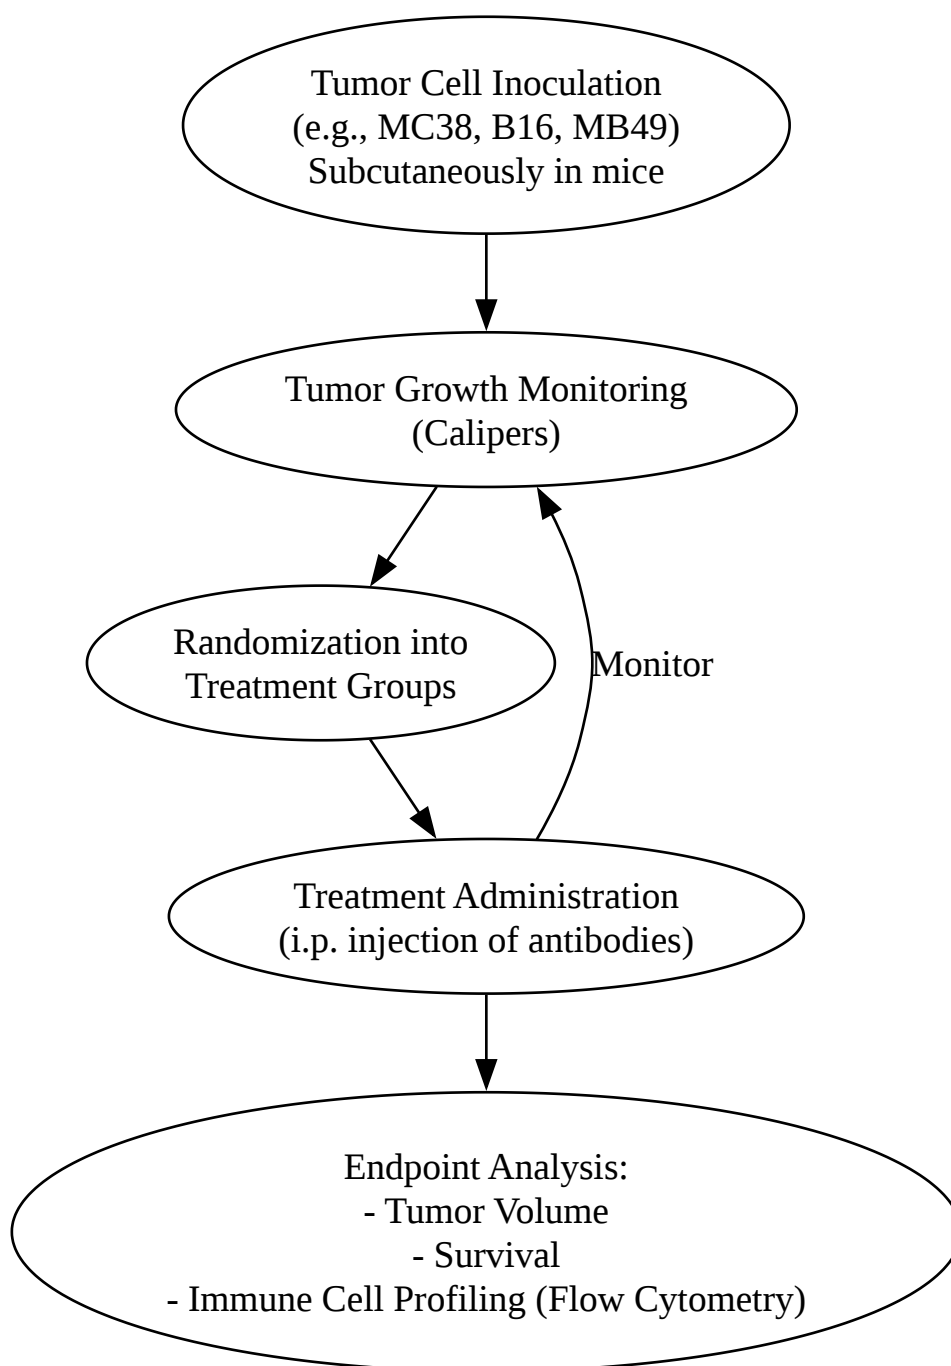 Tumor Cell Inoculation
(e.g., MC38, B16, MB49)
Subcutaneously in mice
Tumor Growth Monitoring
(Calipers)
Randomization into
Treatment Groups
Monitor
Treatment Administration
(i.p. injection of antibodies)
Endpoint Analysis:
- Tumor Volume
- Survival
- Immune Cell Profiling (Flow Cytometry)